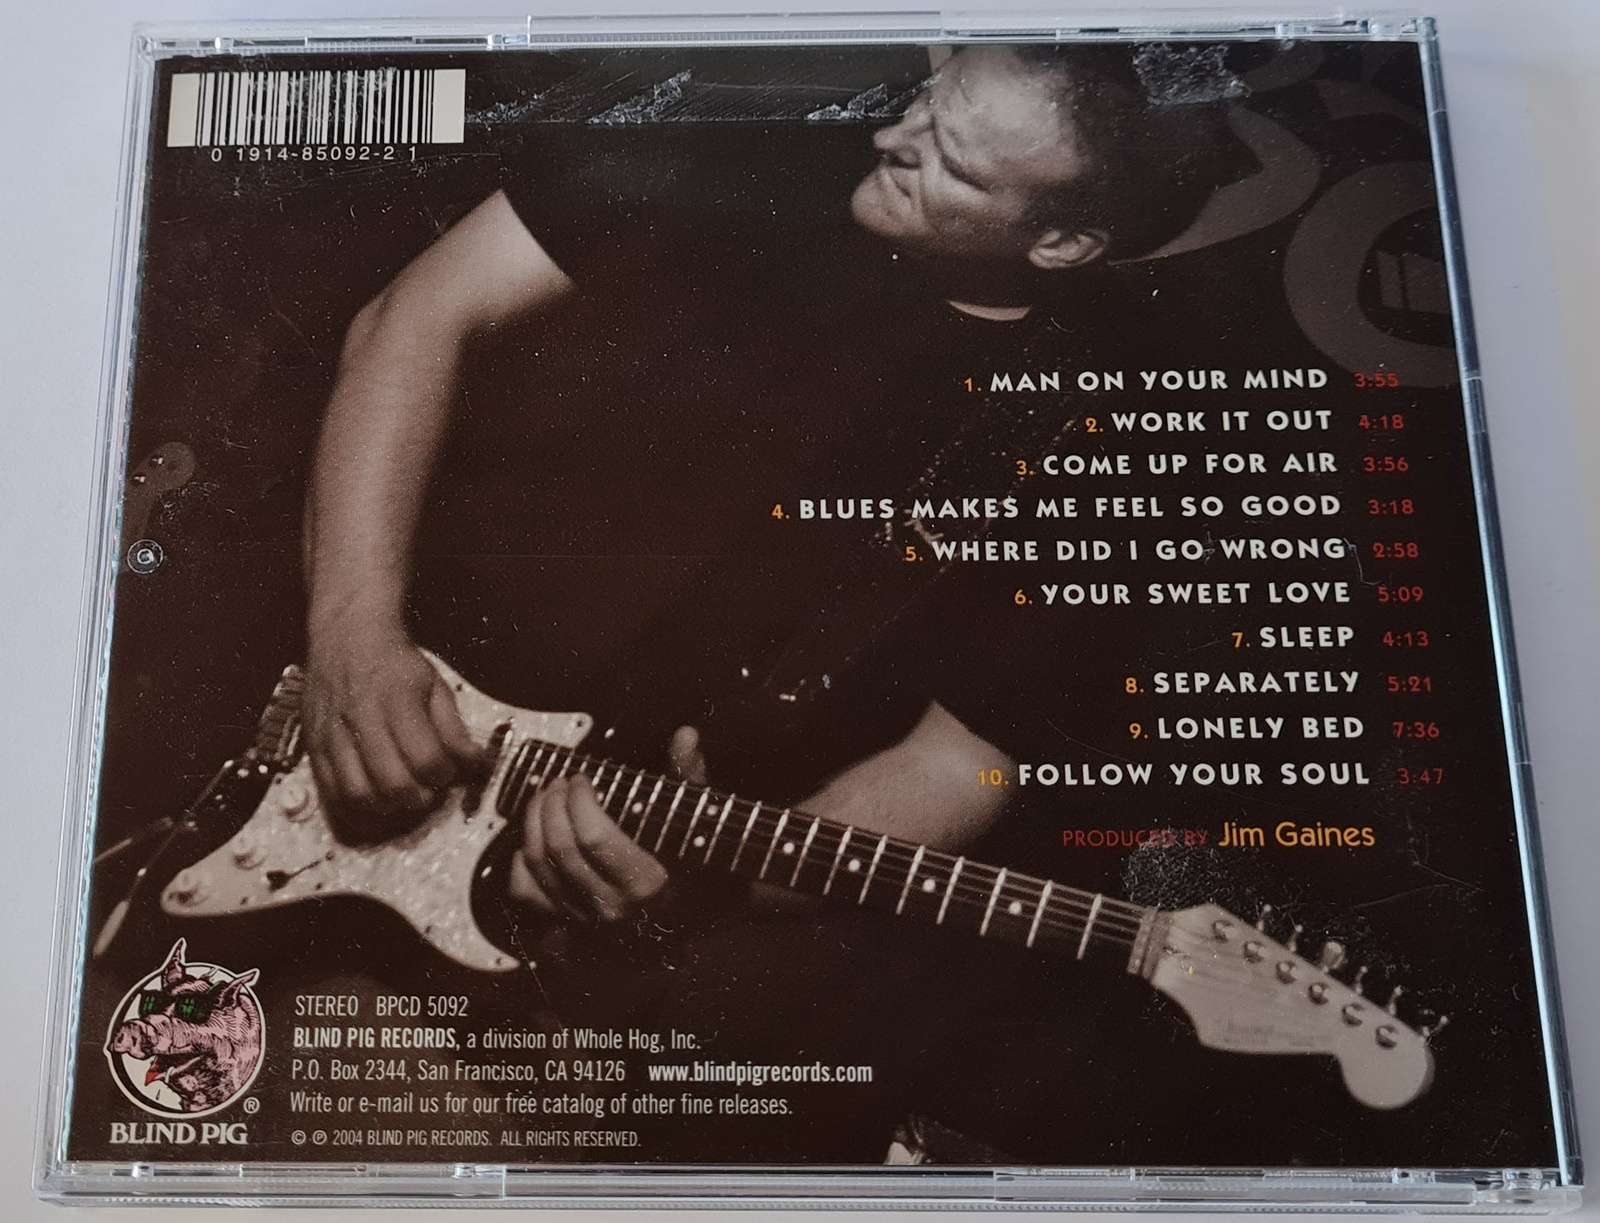 0 1914-85092-2 1
1. MAN ON YOUR MIND 3:55
2. WORK IT OUT 4:18
3. COME UP FOR AIR 3:56
4. BLUES MAKES ME FEEL SO GOOD 3:18
5. WHERE DID I GO WRONG 2:58
6. YOUR SWEET LOVE 5:09
7. SLEEP 4:13
8. SEPARATELY 5:21
9. LONELY BED 7:36
10. FOLLOW YOUR SOUL 3:47
PRODUCED BY Jim Gaines
STEREO BPCD 5092
BLIND PIG RECORDS, a division of Whole Hog, Inc.
P.O. Box 2344, San Francisco, CA 94126 www.blindpigrecords.com
Write or e-mail us for our free catalog of other fine releases.
© ℗ 2004 BLIND PIG RECORDS. ALL RIGHTS RESERVED.
®
BLIND PIG